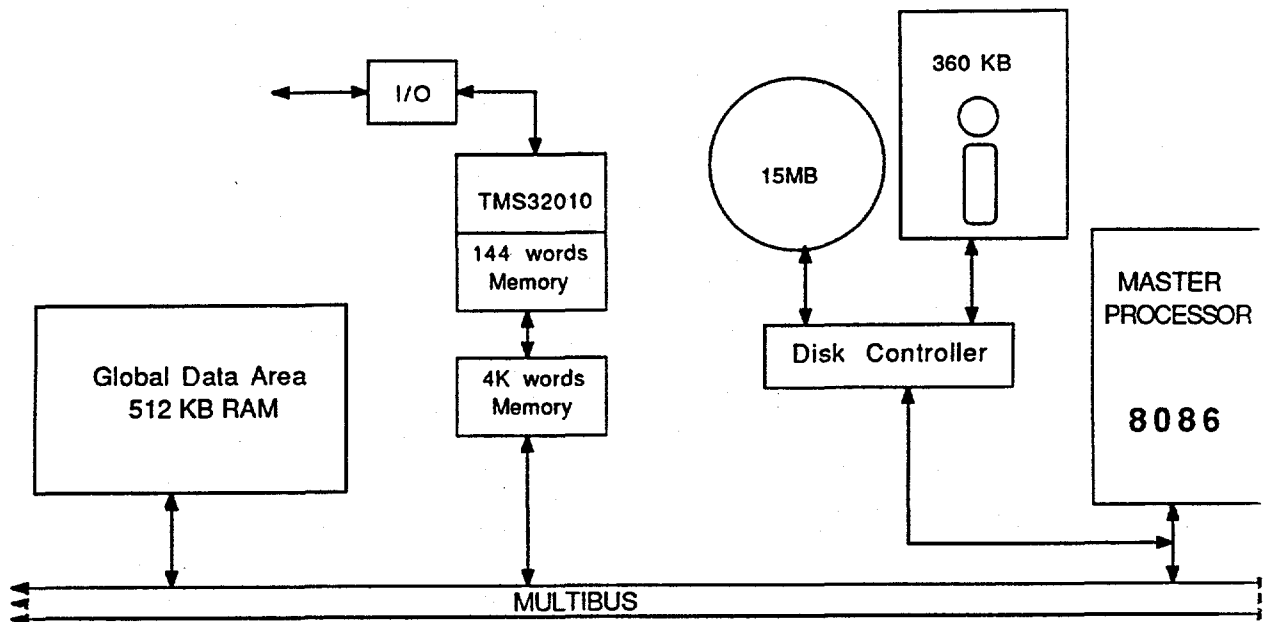 I/O
TMS32010
144 words
Memory
4K words
Memory
Global Data Area
512 KB RAM
15MB
360 KB
Disk Controller
MASTER
PROCESSOR
8086
MULTIBUS